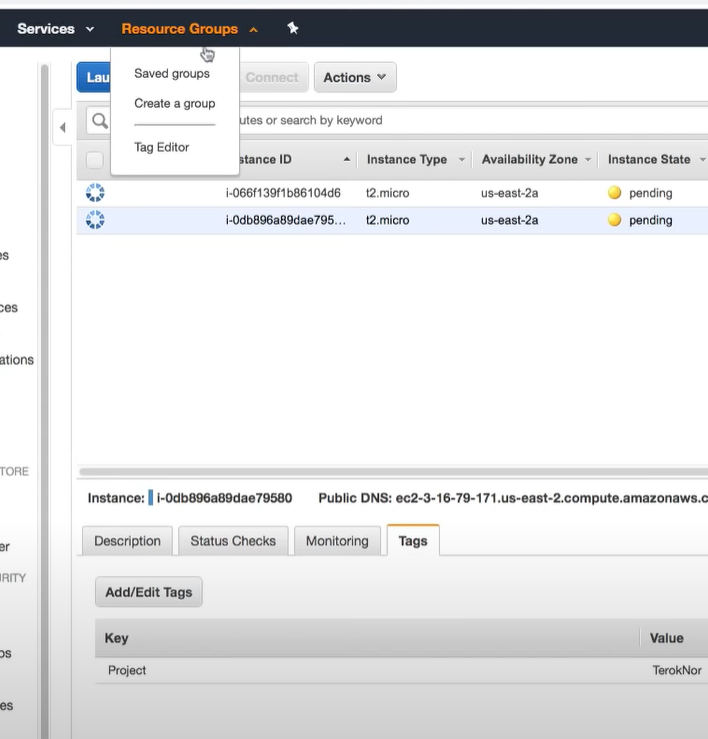 Services Resource Groups
Saved groups
Create a group
Tag Editor
Lau Connect Actions
utes or search by keyword
stance ID Instance Type Availability Zone Instance State
i-066f139f1b86104d6 t2.micro us-east-2a pending
i-0db896a89dae795... t2.micro us-east-2a pending
es
ces
ations
TORE
Instance: i-0db896a89dae79580 Public DNS: ec2-3-16-79-171.us-east-2.compute.amazonaws.c
Description Status Checks Monitoring Tags
er
RITY
Add/Edit Tags
Key Value
ps
Project TerokNor
es